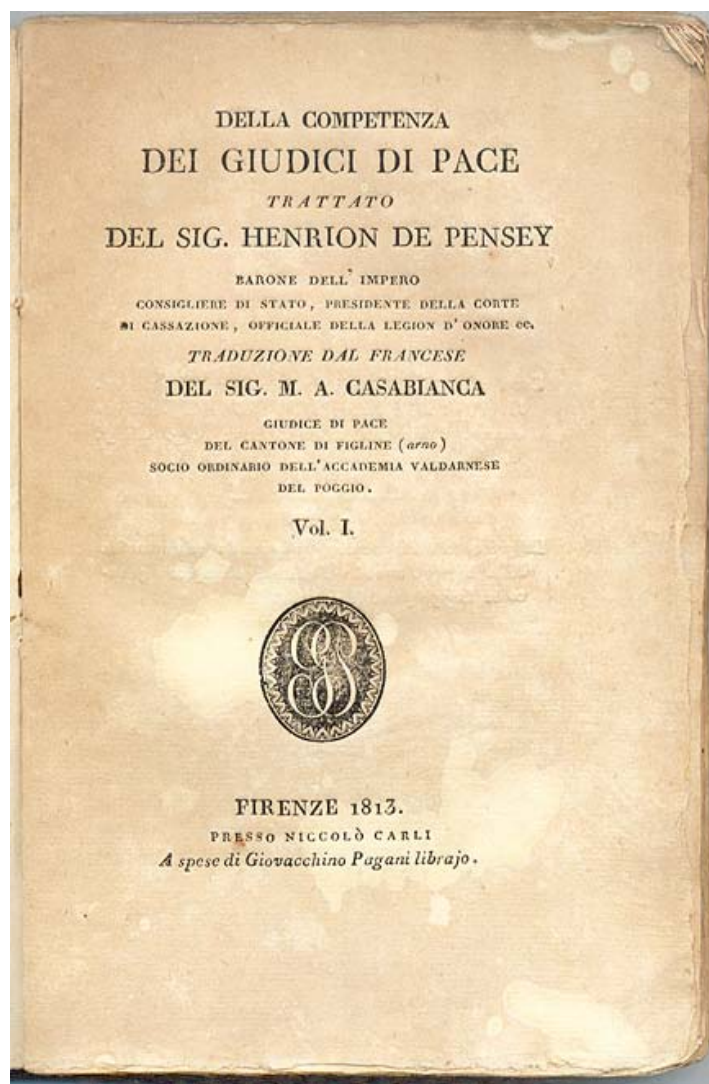 DELLA COMPETENZA
DEI GIUDICI DI PACE
TRATTATO
DEL SIG. HENRION DE PENSEY
BARONE DELL' IMPERO
CONSIGLIERE DI STATO, PRESIDENTE DELLA CORTE
DI CASSAZIONE, OFFICIALE DELLA LEGION D' ONORE ec.
TRADUZIONE DAL FRANCESE
DEL SIG. M. A. CASABIANCA
GIUDICE DI PACE
DEL CANTONE DI FIGLINE (arno)
SOCIO ORDINARIO DELL'ACCADEMIA VALDARNESE
DEL POGGIO.
Vol. I.
FIRENZE 1813.
PRESSO NICCOLÒ CARLI
A spese di Giovacchino Pagani librajo.